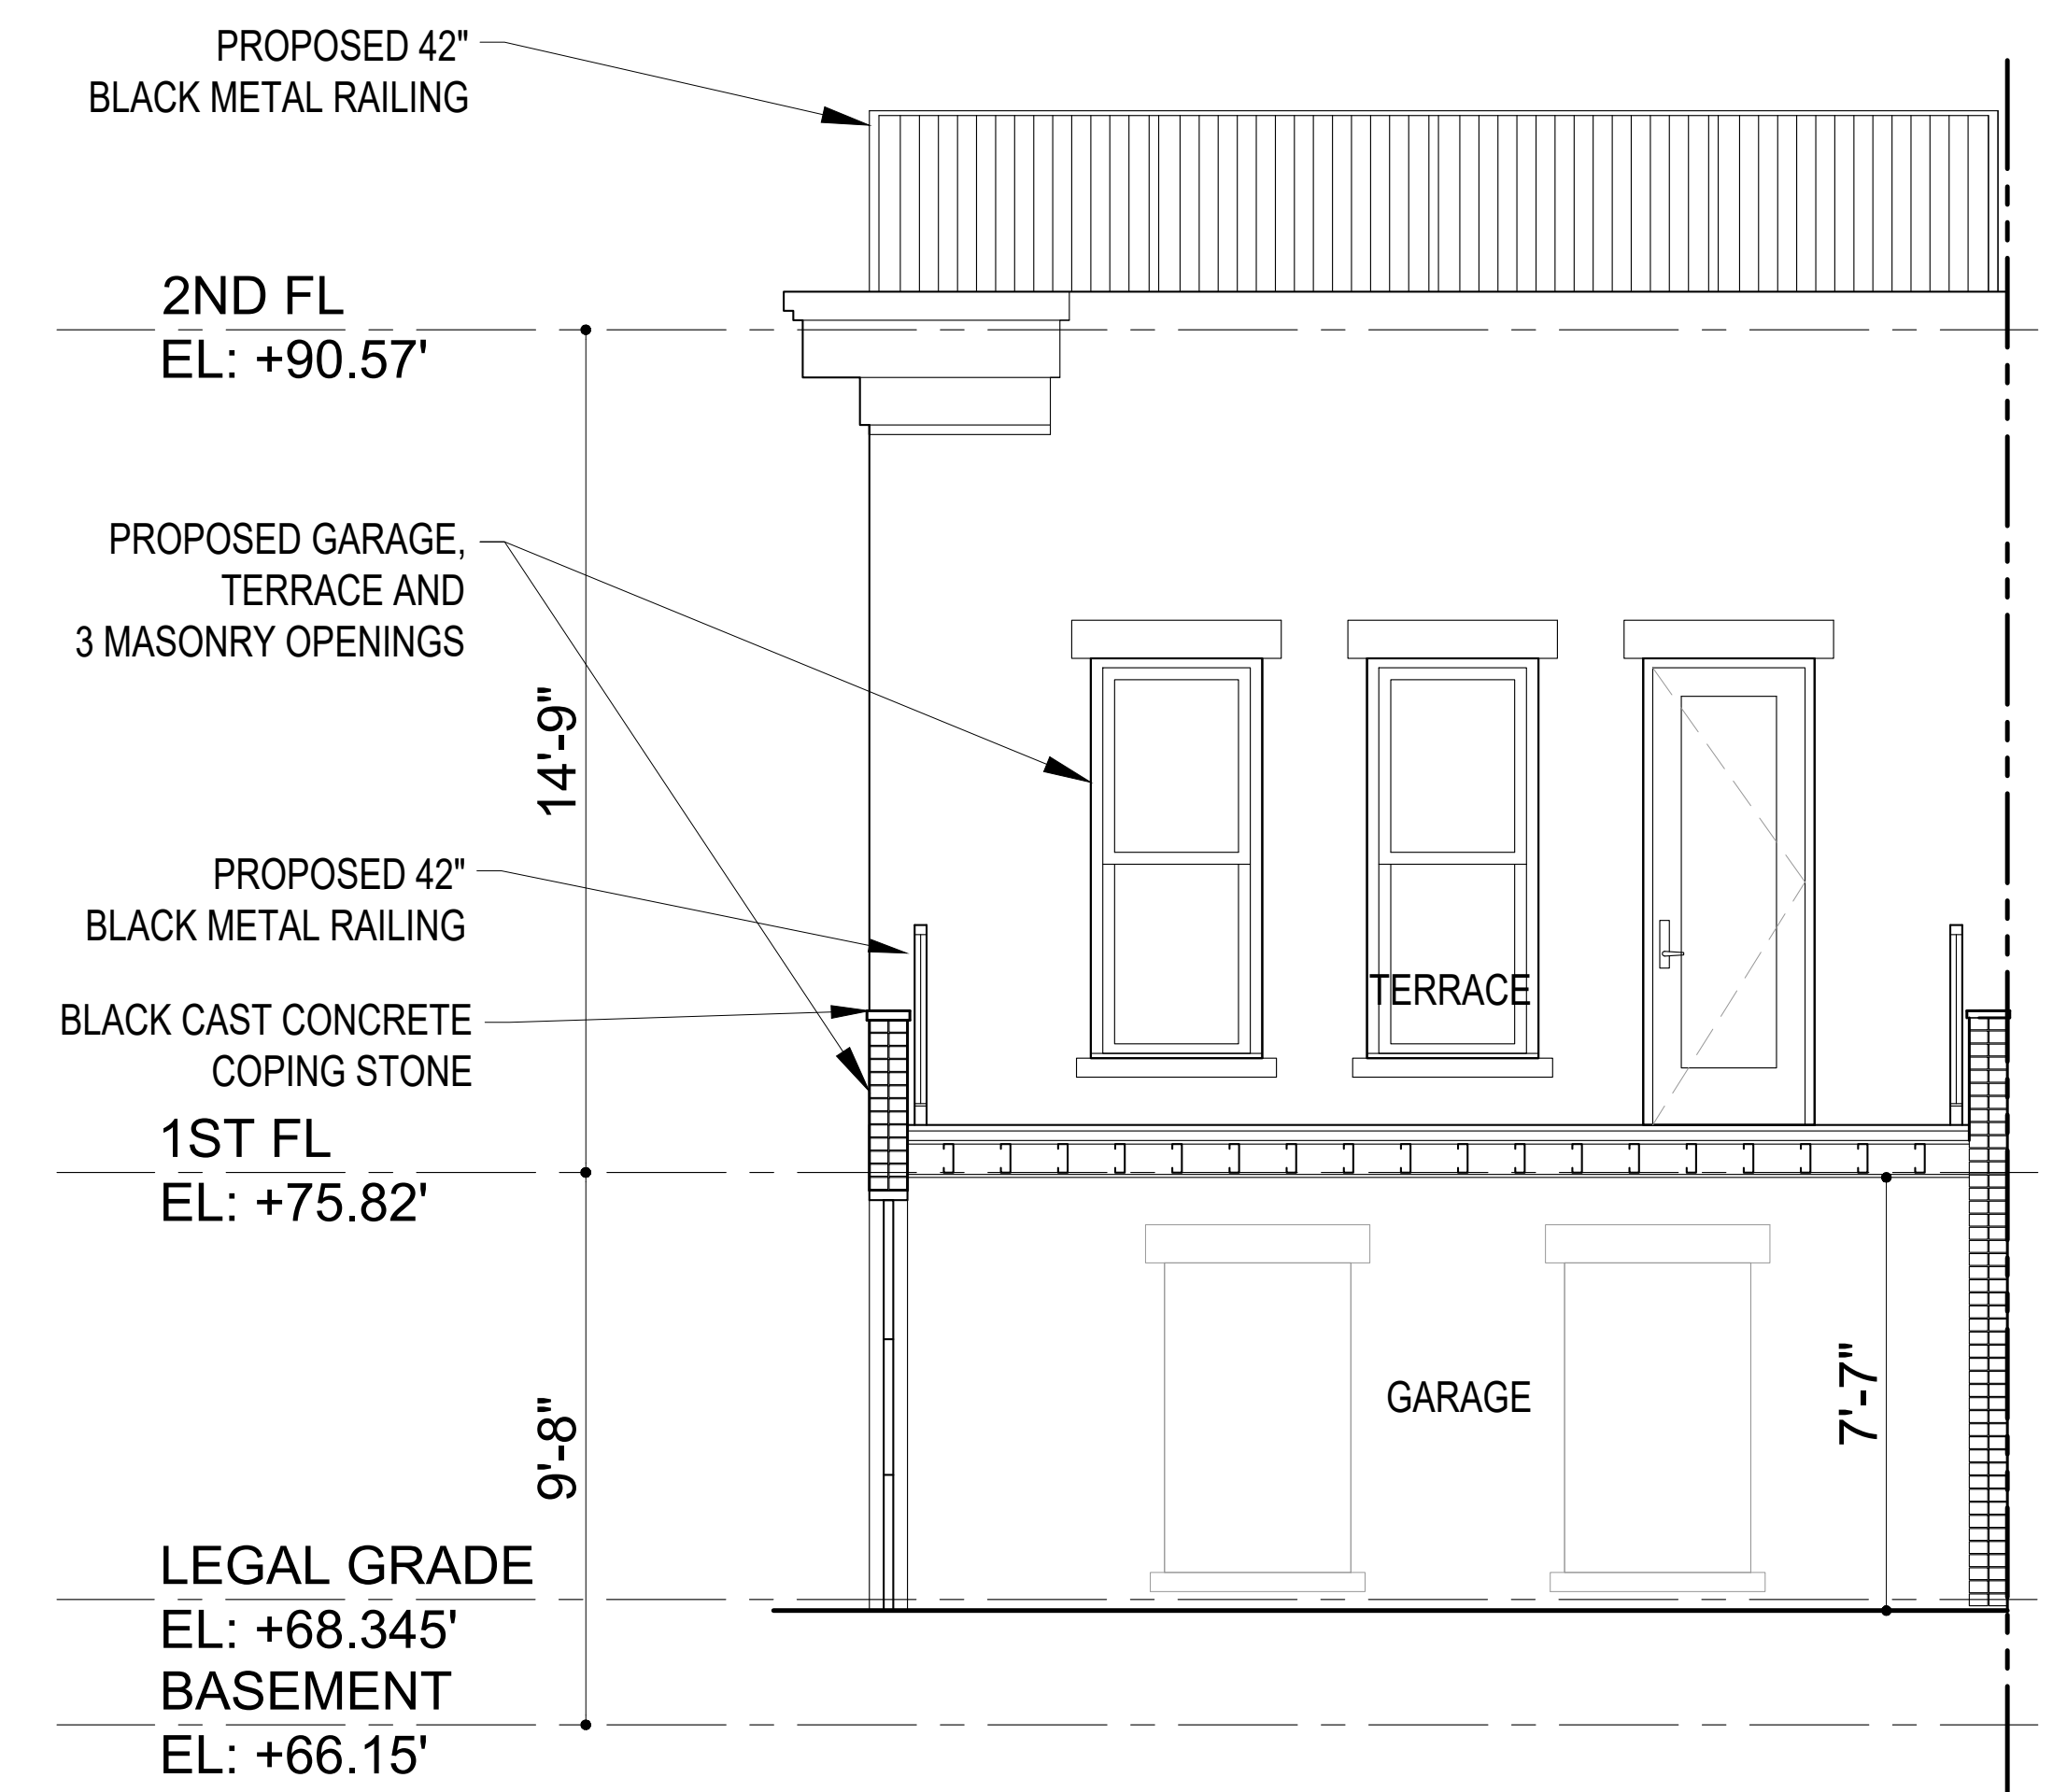 PROPOSED 42"
BLACK METAL RAILING
2ND FL
EL: +90.57'
PROPOSED GARAGE,
TERRACE AND
3 MASONRY OPENINGS
14'-9"
PROPOSED 42"
BLACK METAL RAILING
TERRACE
BLACK CAST CONCRETE
COPING STONE
1ST FL
EL: +75.82'
GARAGE
7'-7"
9'-8"
LEGAL GRADE
EL: +68.345'
BASEMENT
EL: +66.15'